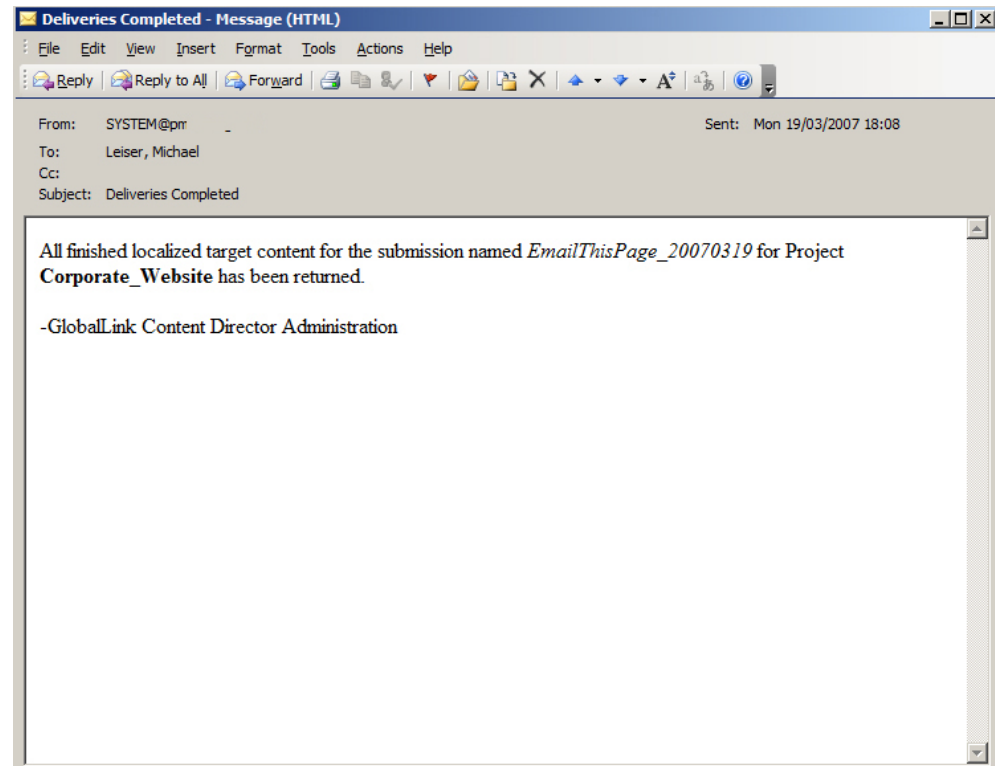 Deliveries Completed - Message (HTML)
File Edit View Insert Format Tools Actions Help
Reply Reply to All Forward
From: SYSTEM@pm
Sent: Mon 19/03/2007 18:08
To: Leiser, Michael
Cc:
Subject: Deliveries Completed
All finished localized target content for the submission named EmailThisPage_20070319 for Project
Corporate_Website has been returned.
-GlobalLink Content Director Administration